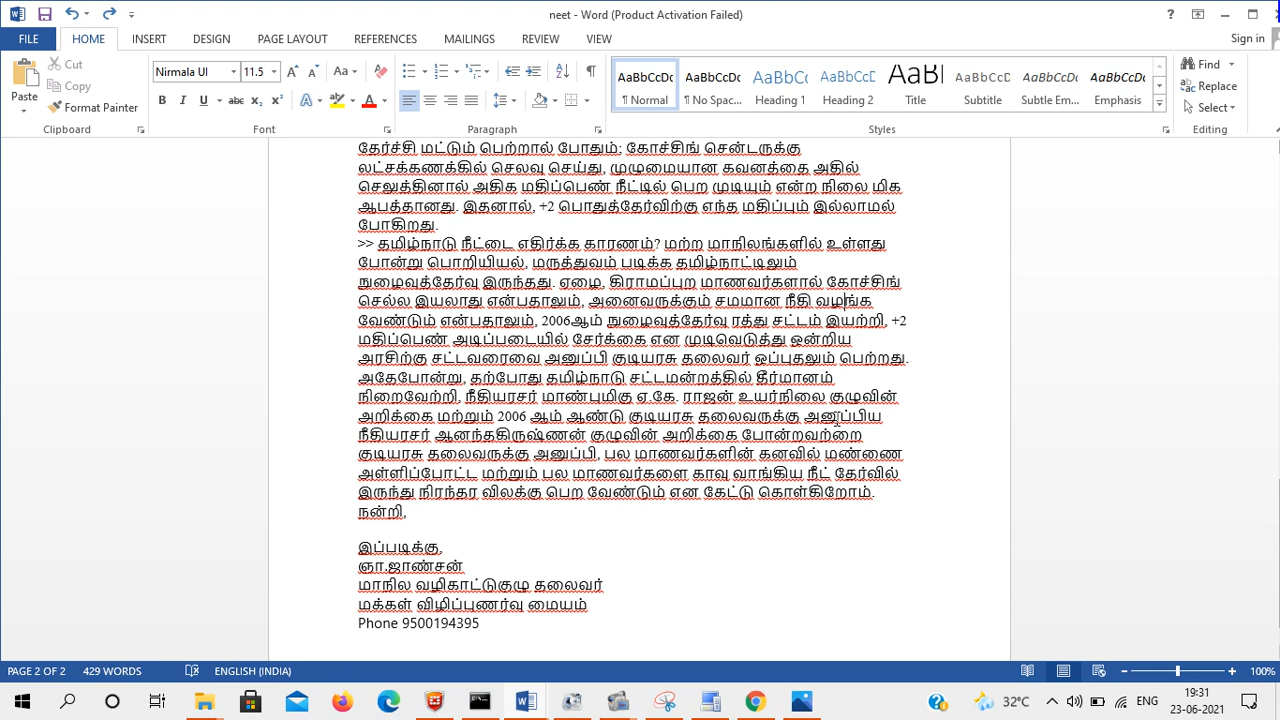 neet - Word (Product Activation Failed)
Sign in
FILE HOME INSERT DESIGN PAGE LAYOUT REFERENCES MAILINGS REVIEW VIEW
Paste
Cut
Copy
Format Painter
Clipboard
Nirmala UI 11.5
Font
Paragraph
AaBbCcDc AaBbCcDc AaBbCc AaBbCcD AaBl AaBbCcD AaBbCcDc AaBbCcDc
¶ Normal ¶ No Spac... Heading Heading 2 Title Subtitle Subtle Em... Emphasis
Styles
Find
Replace
Select
Editing
தேர்ச்சி மட்டும் பெற்றால் போதும்; கோச்சிங் சென்டருக்கு
லட்சக்கணக்கில் செலவு செய்து, முழுமையான கவனத்தை அதில்
செலுத்தினால் அதிக மதிப்பெண் நீட்டில் பெற முடியும் என்ற நிலை மிக
ஆபத்தானது. இதனால், +2 பொதுத்தேர்விற்கு எந்த மதிப்பும் இல்லாமல்
போகிறது.
>> தமிழ்நாடு நீட்டை எதிர்க்க காரணம்? மற்ற மாநிலங்களில் உள்ளது
போன்று பொறியியல், மருத்துவம் படிக்க தமிழ்நாட்டிலும்
நுழைவுத்தேர்வு இருந்தது. ஏழை, கிராமப்புற மாணவர்களால் கோச்சிங்
செல்ல இயலாது என்பதாலும், அனைவருக்கும் சமமான நீதி வழங்க
வேண்டும் என்பதாலும், 2006ஆம் நுழைவுத்தேர்வு ரத்து சட்டம் இயற்றி, +2
மதிப்பெண் அடிப்படையில் சேர்க்கை என முடிவெடுத்து ஒன்றிய
அரசிற்கு சட்டவரைவை அனுப்பி குடியரசு தலைவர் ஒப்புதலும் பெற்றது.
அதேபோன்று, தற்போது தமிழ்நாடு சட்டமன்றத்தில் தீர்மானம்
நிறைவேற்றி, நீதியரசர் மாண்புமிகு ஏ.கே. ராஜன் உயர்நிலை குழுவின்
அறிக்கை மற்றும் 2006 ஆம் ஆண்டு குடியரசு தலைவருக்கு அனுப்பிய
நீதியரசர் ஆனந்தகிருஷ்ணன் குழுவின் அறிக்கை போன்றவற்றை
குடியரசு தலைவருக்கு அனுப்பி, பல மாணவர்களின் கனவில் மண்ணை
அள்ளிப்போட்ட மற்றும் பல மாணவர்களை காவு வாங்கிய நீட் தேர்வில்
இருந்து நிரந்தர விலக்கு பெற வேண்டும் என கேட்டு கொள்கிறோம்.
நன்றி,
இப்படிக்கு,
ஞா.ஜாண்சன்
மாநில வழிகாட்டுகுழு தலைவர்
மக்கள் விழிப்புணர்வு மையம்
Phone 9500194395
PAGE 2 OF 2 429 WORDS ENGLISH (INDIA) 100%
32°C ENG 19:31
23-06-2021